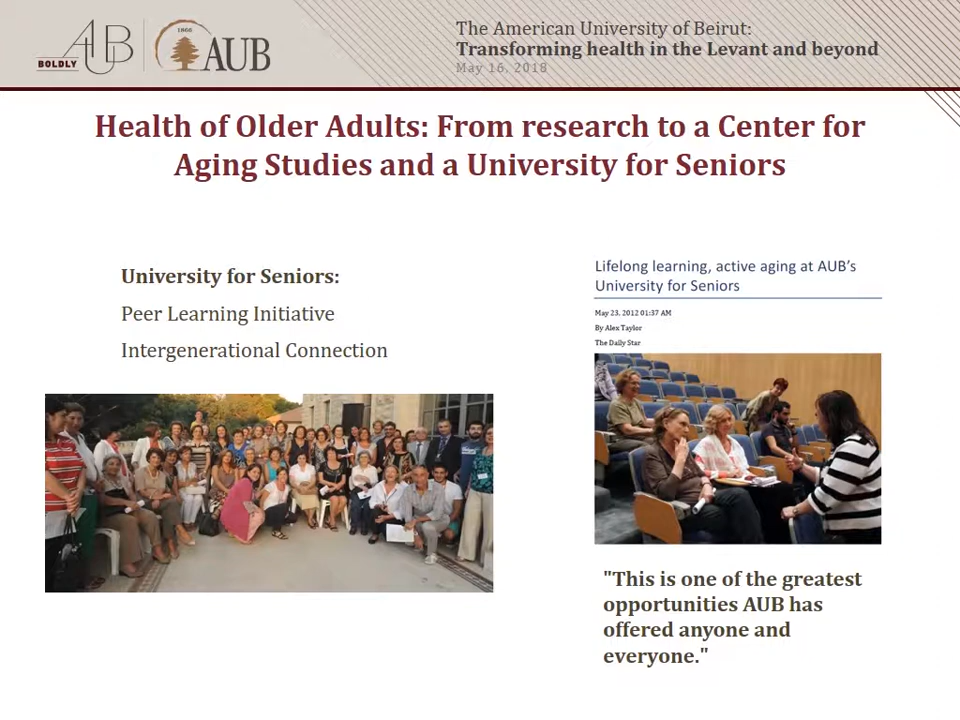 BOLDLY
AUB
1866
AUB
The American University of Beirut:
Transforming health in the Levant and beyond
May 16, 2018
Health of Older Adults: From research to a Center for
Aging Studies and a University for Seniors
University for Seniors:
Peer Learning Initiative
Intergenerational Connection
Lifelong learning, active aging at AUB’s
University for Seniors
May 23, 2012 01:37 AM
By Alex Taylor
The Daily Star
"This is one of the greatest
opportunities AUB has
offered anyone and
everyone."